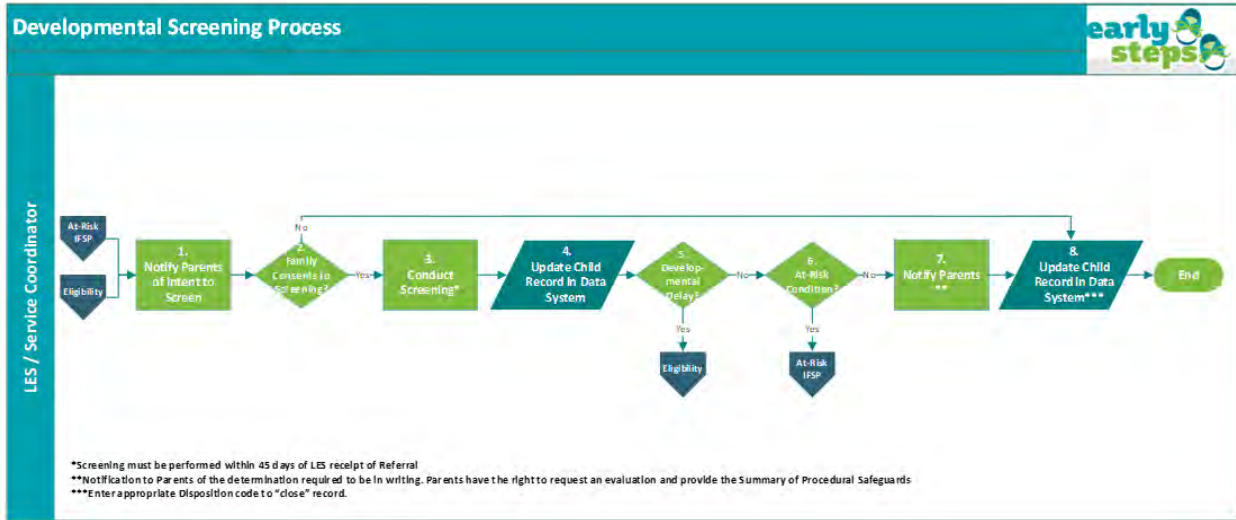 Developmental Screening Process
early
steps
LES / Service Coordinator
At-Risk
IFSP
Eligibility
1.
Notify Parents
of Intent to
Screen
No
2.
Family
Consents to
Screening?
Yes
3.
Conduct
Screening*
4.
Update Child
Record in Data
System
5.
Develop-
mental
Delay?
No
Yes
Eligibility
6.
At-Risk
Condition?
No
Yes
At-Risk
IFSP
7.
Notify Parents
**
8.
Update Child
Record in Data
System***
End
*Screening must be performed within 45 days of LES receipt of Referral
**Notification to Parents of the determination required to be in writing. Parents have the right to request an evaluation and provide the Summary of Procedural Safeguards
***Enter appropriate Disposition code to "close" record.